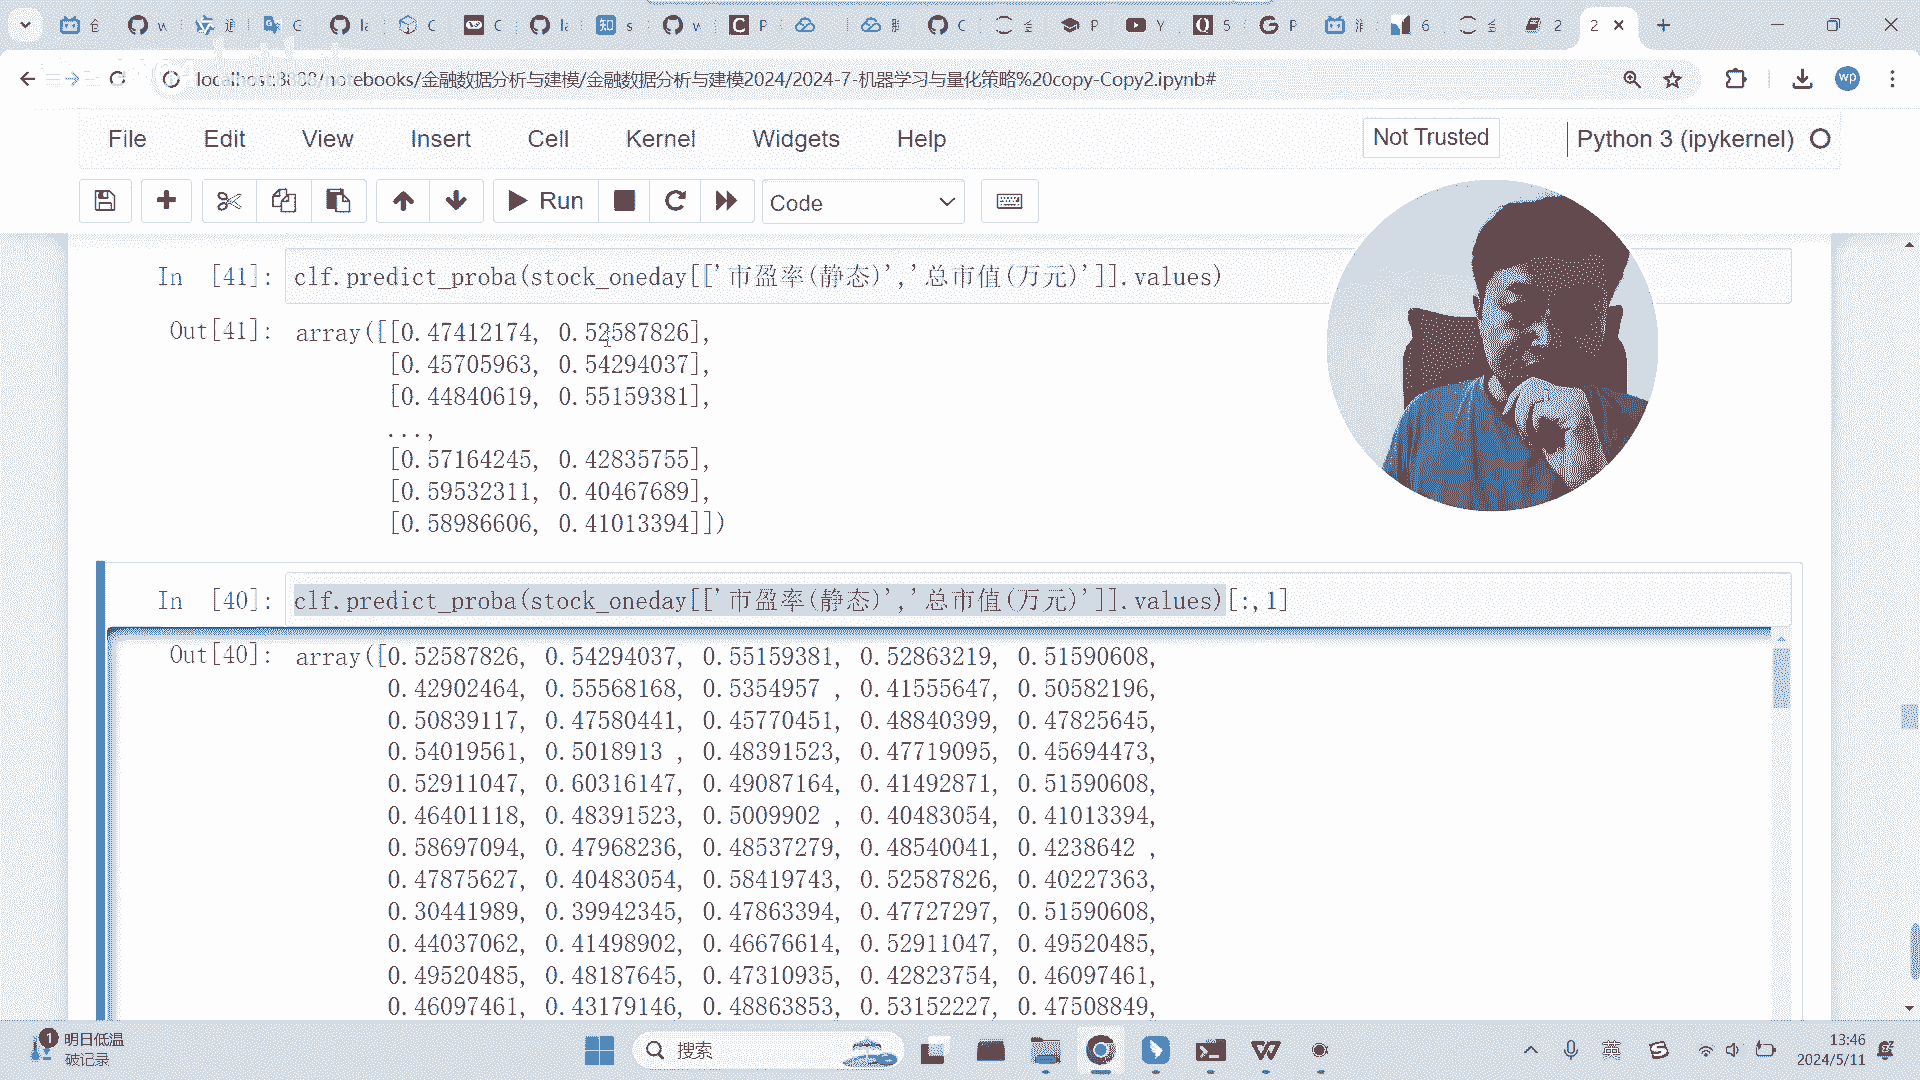 localhost:8888/notebooks/金融数据分析与建模/金融数据分析与建模2024/2024-7-机器学习与量化策略%20copy-Copy2.ipynb#
File Edit View Insert Cell Kernel Widgets Help Not Trusted Python 3 (ipykernel)
Run Code
In [41]: clf.predict_proba(stock_oneday[['市盈率(静态)','总市值(万元)']].values)
Out[41]: array([[0.47412174, 0.52587826],
[0.45705963, 0.54294037],
[0.44840619, 0.55159381],
...,
[0.57164245, 0.42835755],
[0.59532311, 0.40467689],
[0.58986606, 0.41013394]])
In [40]: clf.predict_proba(stock_oneday[['市盈率(静态)','总市值(万元)']].values)[:,1]
Out[40]: array([0.52587826, 0.54294037, 0.55159381, 0.52863219, 0.51590608,
0.42902464, 0.55568168, 0.5354957 , 0.41555647, 0.50582196,
0.50839117, 0.47580441, 0.45770451, 0.48840399, 0.47825645,
0.54019561, 0.5018913 , 0.48391523, 0.47719095, 0.45694473,
0.52911047, 0.60316147, 0.49087164, 0.41492871, 0.51590608,
0.46401118, 0.48391523, 0.5009902 , 0.40483054, 0.41013394,
0.58697094, 0.47968236, 0.48537279, 0.48540041, 0.4238642 ,
0.47875627, 0.40483054, 0.58419743, 0.52587826, 0.40227363,
0.30441989, 0.39942345, 0.47863394, 0.47727297, 0.51590608,
0.44037062, 0.41498902, 0.46676614, 0.52911047, 0.49520485,
0.49520485, 0.48187645, 0.47310935, 0.42823754, 0.46097461,
0.46097461, 0.43179146, 0.48863853, 0.53152227, 0.47508849,
明日低温
破记录
搜索
英
13:46
2024/5/11